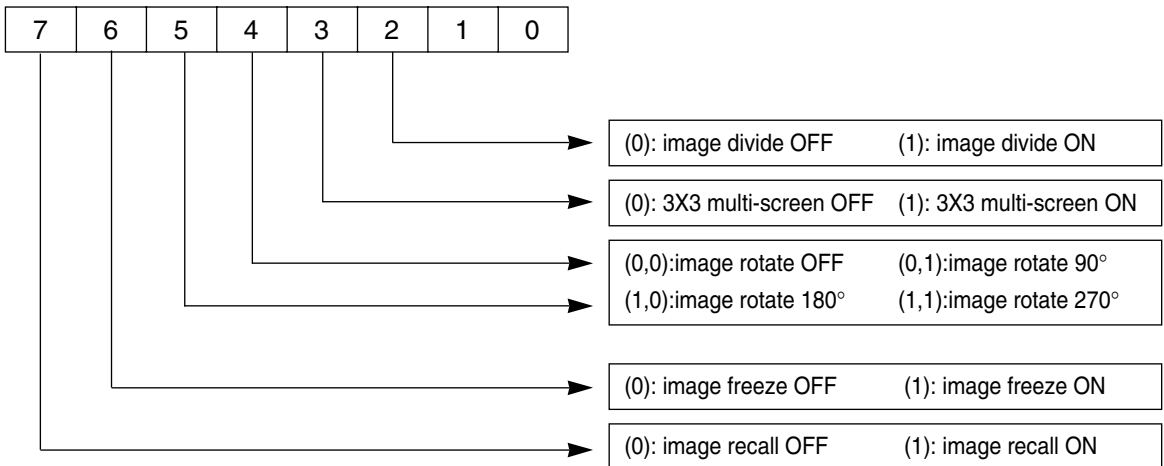 7 6 5 4 3 2 1 0
(0): image divide OFF (1): image divide ON
(0): 3X3 multi-screen OFF (1): 3X3 multi-screen ON
(0,0):image rotate OFF (0,1):image rotate 90°
(1,0):image rotate 180° (1,1):image rotate 270°
(0): image freeze OFF (1): image freeze ON
(0): image recall OFF (1): image recall ON